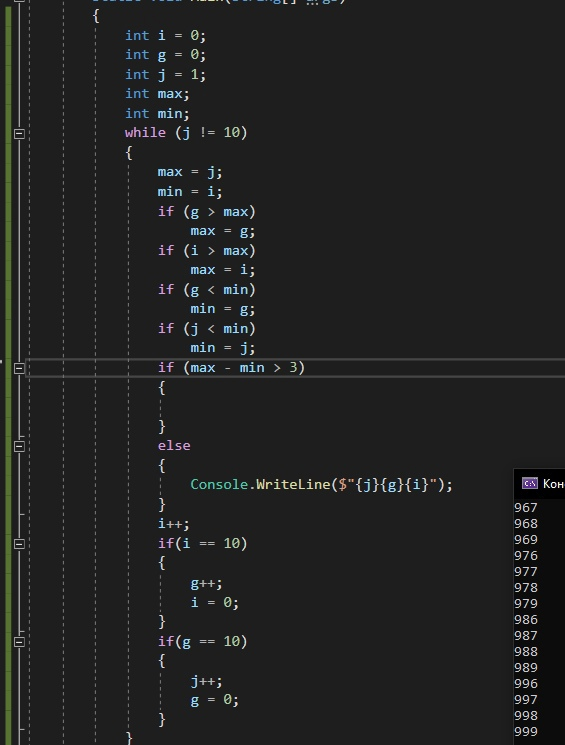 {
int i = 0;
int g = 0;
int j = 1;
int max;
int min;
while (j != 10)
{
max = j;
min = i;
if (g > max)
max = g;
if (i > max)
max = i;
if (g < min)
min = g;
if (j < min)
min = j;
if (max - min > 3)
{
}
else
{
Console.WriteLine($"{j}{g}{i}");
}
i++;
if(i == 10)
{
g++;
i = 0;
}
if(g == 10)
{
j++;
g = 0;
}
}
Кон
967
968
969
976
977
978
979
986
987
988
989
996
997
998
999